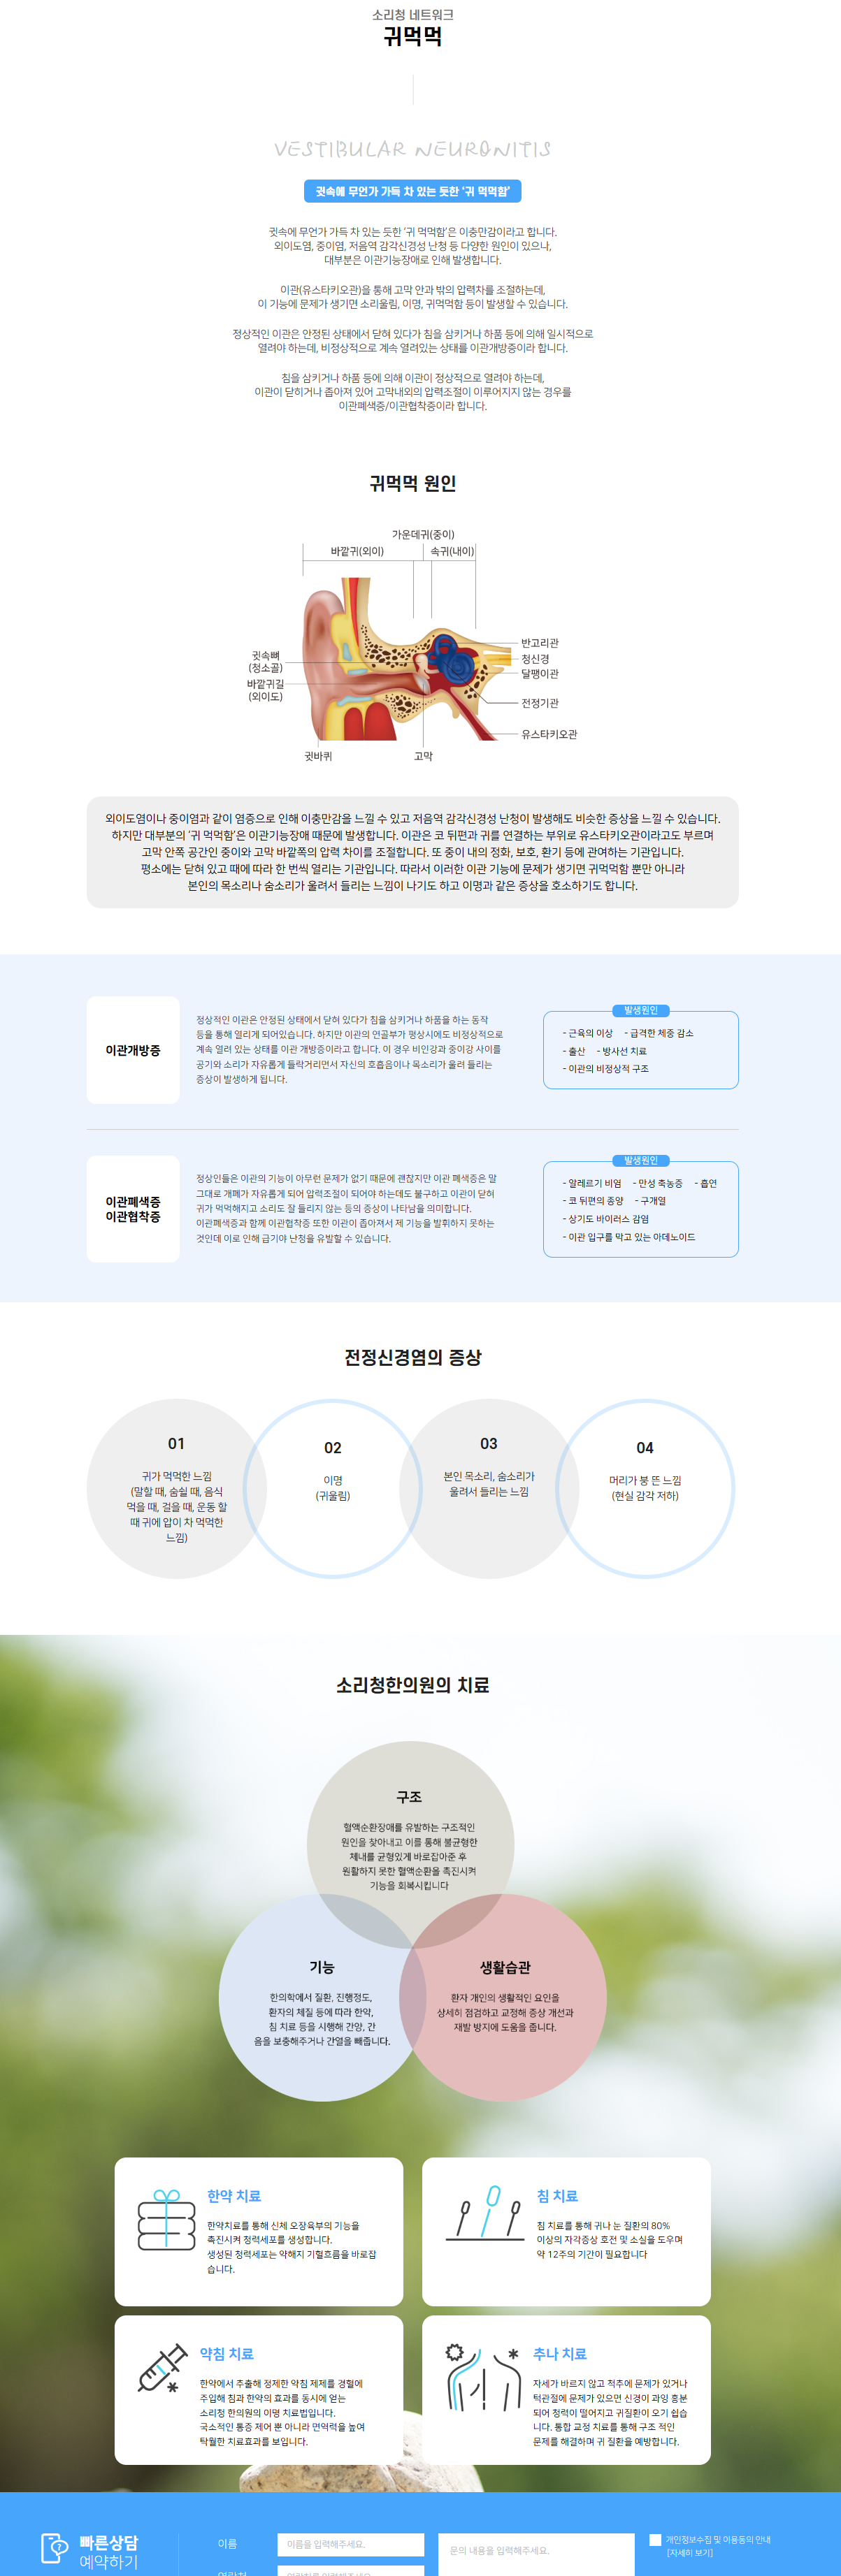 소리청 네트워크
귀먹먹
VESTIBULAR NEURONITIS
귓속에 무언가 가득 차 있는 듯한 '귀 먹먹함'
귓속에 무언가 가득 차 있는 듯한 '귀 먹먹함'은 이충만감이라고 합니다.
외이도염, 중이염, 저음역 감각신경성 난청 등 다양한 원인이 있으나,
대부분은 이관기능장애로 인해 발생합니다.
이관(유스타키오관)을 통해 고막 안과 밖의 압력차를 조절하는데,
이 기능에 문제가 생기면 소리울림, 이명, 귀먹먹함 등이 발생할 수 있습니다.
정상적인 이관은 안정된 상태에서 닫혀 있다가 침을 삼키거나 하품 등에 의해 일시적으로
열려야 하는데, 비정상적으로 계속 열려있는 상태를 이관개방증이라 합니다.
침을 삼키거나 하품 등에 의해 이관이 정상적으로 열려야 하는데,
이관이 닫히거나 좁아져 있어 고막내외의 압력조절이 이루어지지 않는 경우를
이관폐색증/이관협착증이라 합니다.
귀먹먹 원인
가운데귀(중이)
바깥귀(외이) 속귀(내이)
반고리관
청신경
달팽이관
전정기관
유스타키오관
귓속뼈
(청소골)
바깥귀길
(외이도)
귓바퀴 고막
외이도염이나 중이염과 같이 염증으로 인해 이충만감을 느낄 수 있고 저음역 감각신경성 난청이 발생해도 비슷한 증상을 느낄 수 있습니다.
하지만 대부분의 '귀 먹먹함'은 이관기능장애 때문에 발생합니다. 이관은 코 뒤편과 귀를 연결하는 부위로 유스타키오관이라고도 부르며
고막 안쪽 공간인 중이와 고막 바깥쪽의 압력 차이를 조절합니다. 또 중이 내의 정화, 보호, 환기 등에 관여하는 기관입니다.
평소에는 닫혀 있고 때에 따라 한 번씩 열리는 기관입니다. 따라서 이러한 이관 기능에 문제가 생기면 귀먹먹함 뿐만 아니라
본인의 목소리나 숨소리가 울려서 들리는 느낌이 나기도 하고 이명과 같은 증상을 호소하기도 합니다.
이관개방증
정상적인 이관은 안정된 상태에서 닫혀 있다가 침을 삼키거나 하품을 하는 동작
등을 통해 열리게 되어있습니다. 하지만 이관의 연골부가 평상시에도 비정상적으로
계속 열려 있는 상태를 이관 개방증이라고 합니다. 이 경우 비인강과 중이강 사이를
공기와 소리가 자유롭게 들락거리면서 자신의 호흡음이나 목소리가 울려 들리는
증상이 발생하게 됩니다.
발생원인
- 근육의 이상 - 급격한 체중 감소
- 출산 - 방사선 치료
- 이관의 비정상적 구조
이관폐색증
이관협착증
정상인들은 이관의 기능이 아무런 문제가 없기 때문에 괜찮지만 이관 폐색증은 말
그대로 개폐가 자유롭게 되어 압력조절이 되어야 하는데도 불구하고 이관이 닫혀
귀가 먹먹해지고 소리도 잘 들리지 않는 등의 증상이 나타남을 의미합니다.
이관폐색증과 함께 이관협착증 또한 이관이 좁아져서 제 기능을 발휘하지 못하는
것인데 이로 인해 급기야 난청을 유발할 수 있습니다.
발생원인
- 알레르기 비염 - 만성 축농증 - 흡연
- 코 뒤편의 종양 - 구개열
- 상기도 바이러스 감염
- 이관 입구를 막고 있는 아데노이드
전정신경염의 증상
01
귀가 먹먹한 느낌
(말할 때, 숨쉴 때, 음식
먹을 때, 걸을 때, 운동 할
때 귀에 압이 차 먹먹한
느낌)
02
이명
(귀울림)
03
본인 목소리, 숨소리가
울려서 들리는 느낌
04
머리가 붕 뜬 느낌
(현실 감각 저하)
소리청한의원의 치료
구조
혈액순환장애를 유발하는 구조적인
원인을 찾아내고 이를 통해 불균형한
체내를 균형있게 바로잡아준 후
원활하지 못한 혈액순환을 촉진시켜
기능을 회복시킵니다
기능
한의학에서 질환, 진행정도,
환자의 체질 등에 따라 한약,
침 치료 등을 시행해 간양, 간
음을 보충해주거나 간열을 빼줍니다.
생활습관
환자 개인의 생활적인 요인을
상세히 점검하고 교정해 증상 개선과
재발 방지에 도움을 줍니다.
한약 치료
한약치료를 통해 신체 오장육부의 기능을
촉진시켜 청력세포를 생성합니다.
생성된 청력세포는 약해지 기혈흐름을 바로잡
습니다.
침 치료
침 치료를 통해 귀나 눈 질환의 80%
이상의 자각증상 호전 및 소실을 도우며
약 12주의 기간이 필요합니다
약침 치료
한약에서 추출해 정제한 약침 제제를 경혈에
주입해 침과 한약의 효과를 동시에 얻는
소리청 한의원의 이명 치료법입니다.
국소적인 통증 제어 뿐 아니라 면역력을 높여
탁월한 치료효과를 보입니다.
추나 치료
자세가 바르지 않고 척추에 문제가 있거나
턱관절에 문제가 있으면 신경이 과잉 흥분
되어 청력이 떨어지고 귀질환이 오기 쉽습
니다. 통합 교정 치료를 통해 구조 적인
문제를 해결하며 귀 질환을 예방합니다.
빠른상담
예약하기
이름 이름을 입력해주세요.
문의 내용을 입력해주세요.
개인정보수집 및 이용동의 안내
[자세히 보기]